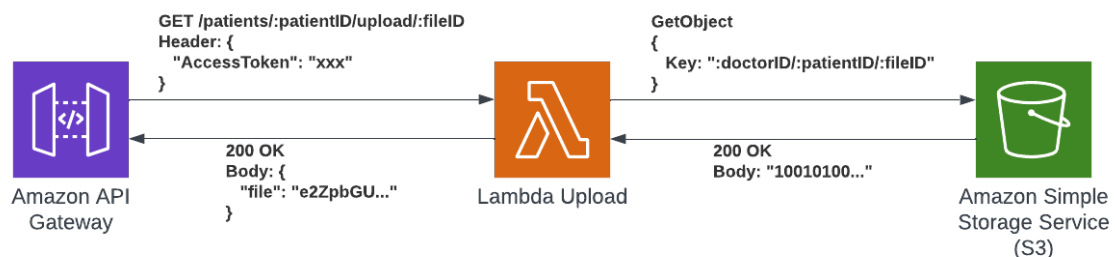 GET /patients/:patientID/upload/:fileID
Header: {
"AccessToken": "xxx"
}
GetObject
{
Key: ":doctorID/:patientID/:fileID"
}
</>
200 OK
Body: {
"file": "e2ZpbGU..."
}
200 OK
Body: "10010100..."
Amazon API
Gateway
Lambda Upload
Amazon Simple
Storage Service
(S3)